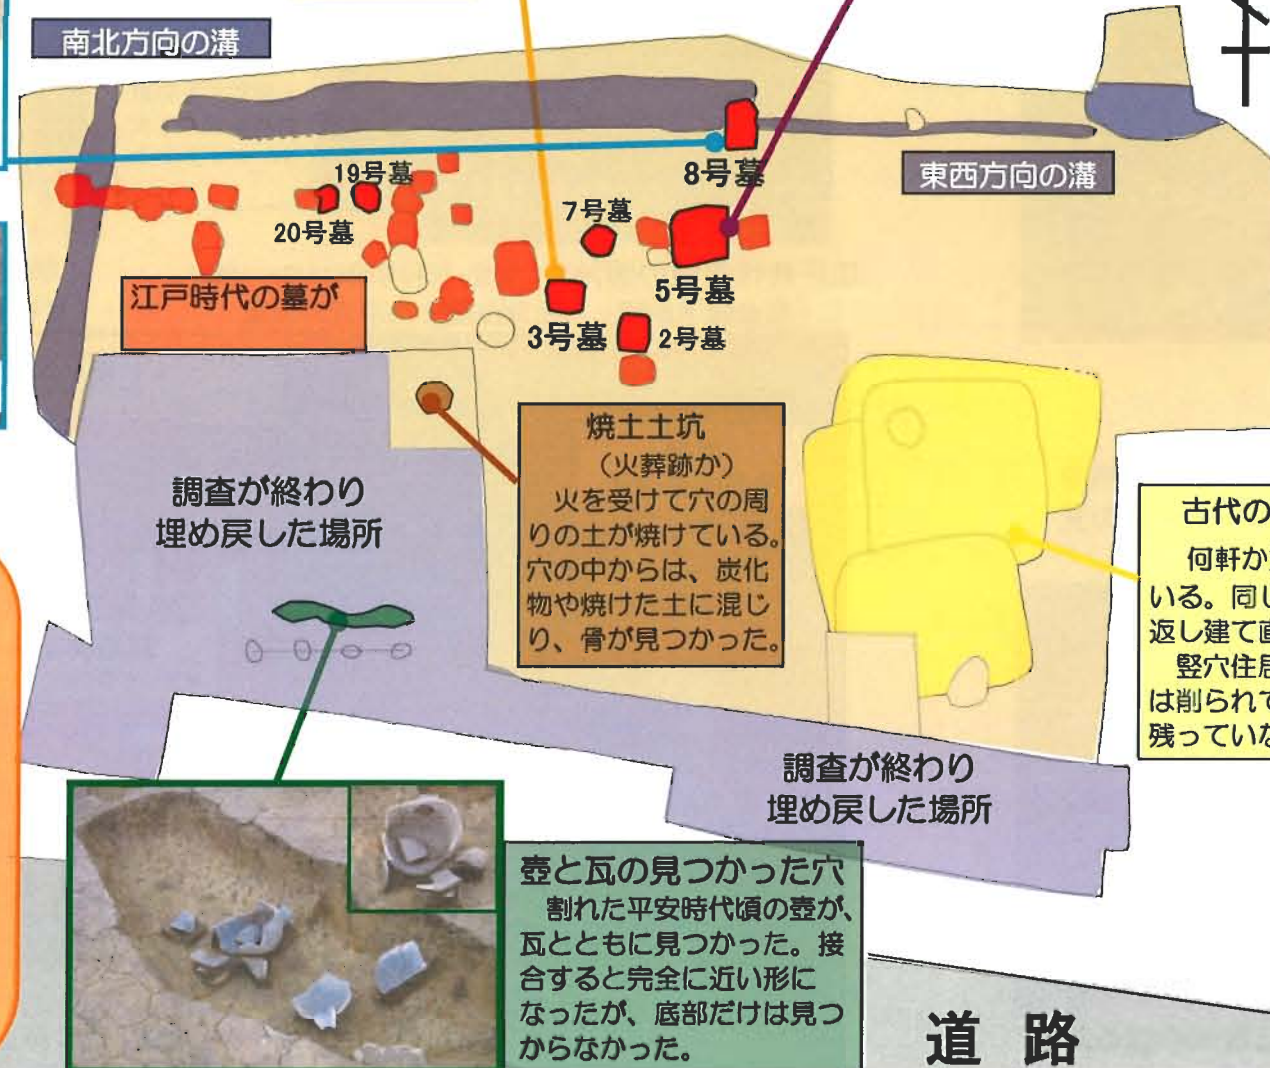 南北方向の溝
19号墓
8号墓
東西方向の溝
7号墓
20号墓
江戸時代の墓が
5号墓
3号墓
2号墓
焼土土坑
（火葬跡か）
火を受けて穴の周
りの土が焼けている。
穴の中からは、炭化
物や焼けた土に混じ
り、骨が見つかった。
調査が終わり
埋め戻した場所
古代の
何軒か
いる。同じ
返し建て直
竪穴住居
は削られて
残っていな
調査が終わり
埋め戻した場所
壺と瓦の見つかった穴
割れた平安時代頃の壺が、
瓦とともに見つかった。接
合すると完全に近い形に
なったが、底部だけは見つ
からなかった。
道 路